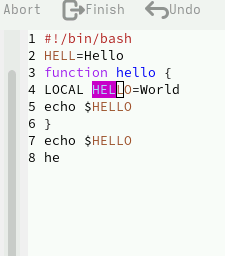 Abort Finish Undo
1 #!/bin/bash
2 HELL=Hello
3 function hello {
4 LOCAL HELLO=World
5 echo $HELLO
6 }
7 echo $HELLO
8 he